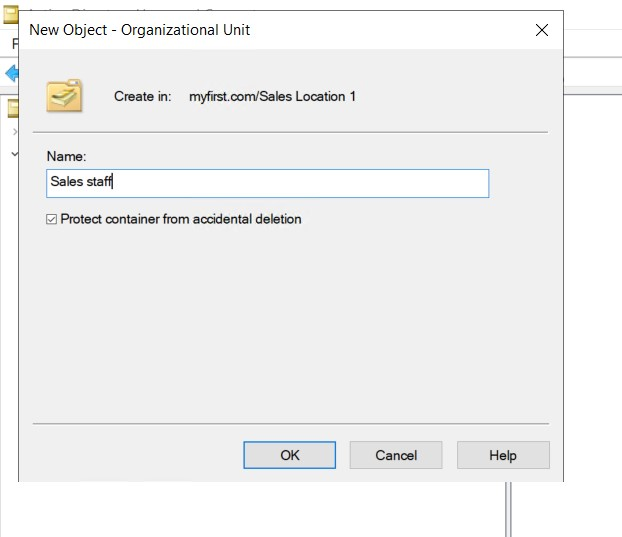 New Object - Organizational Unit
Create in: myfirst.com/Sales Location 1
Name:
Sales staff
Protect container from accidental deletion
OK Cancel Help